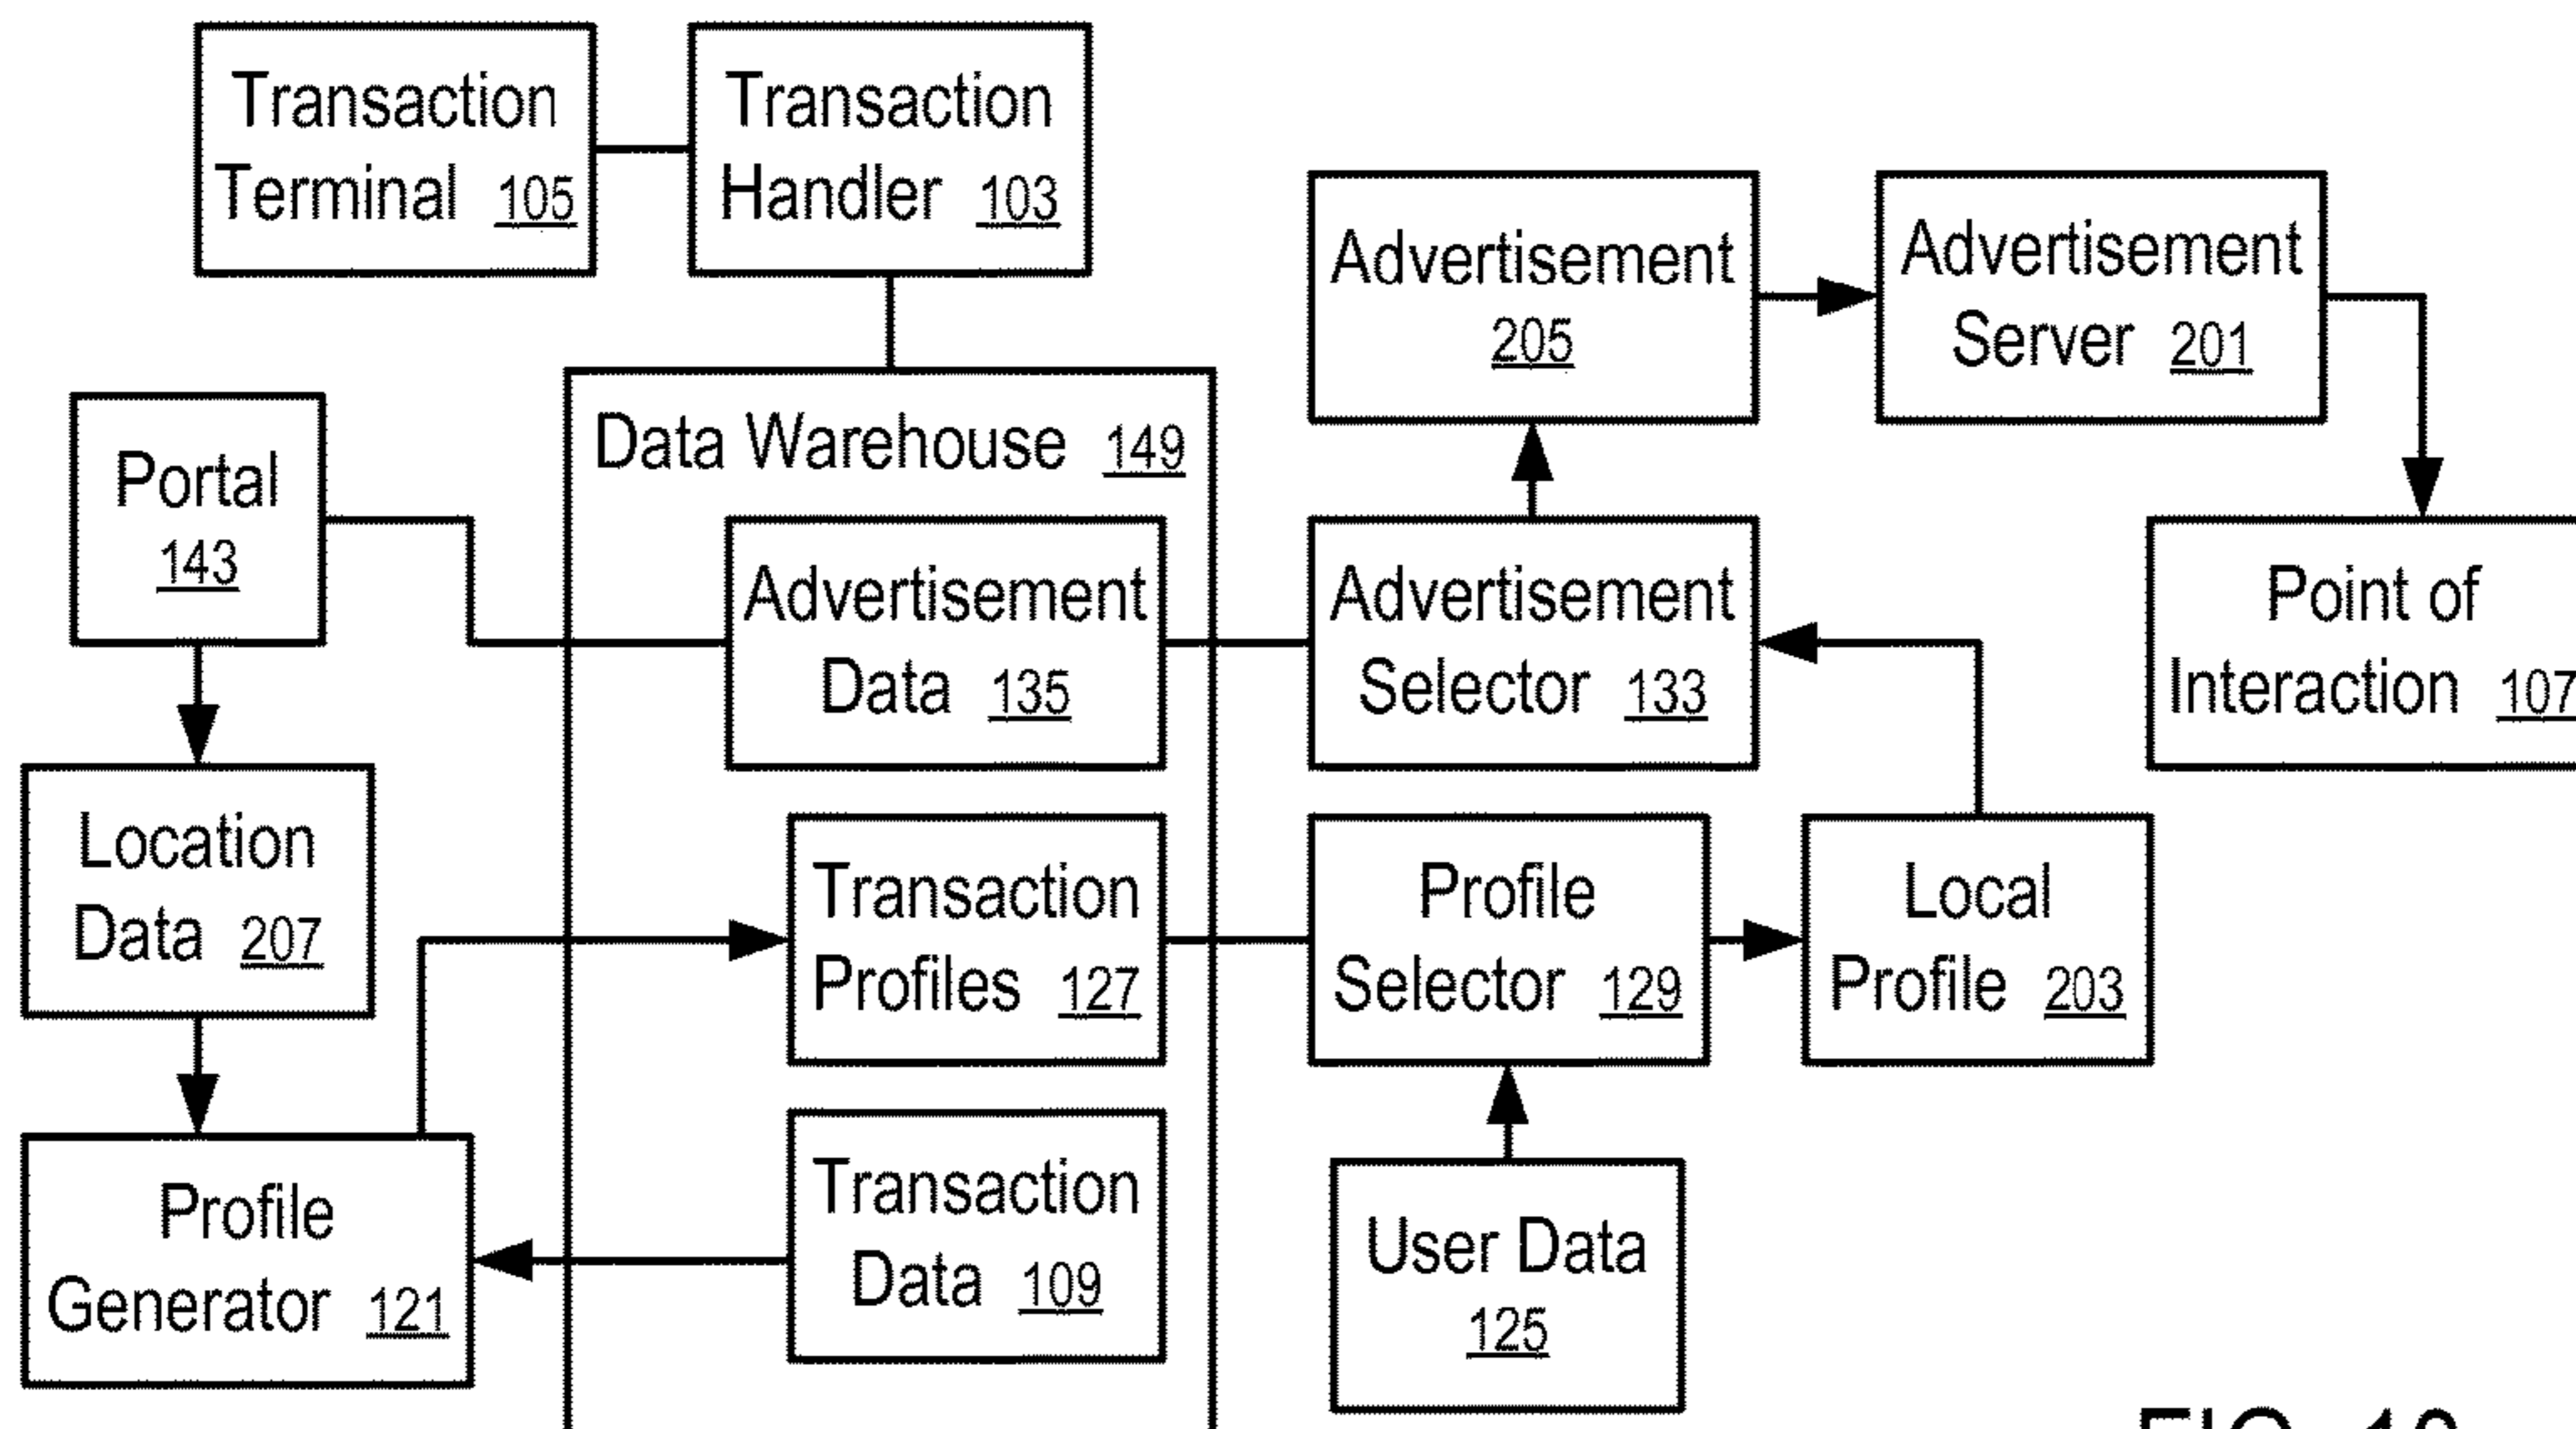 Transaction
Terminal 105
Transaction
Handler 103
Advertisement
205
Advertisement
Server 201
Portal
143
Data Warehouse 149
Advertisement
Data 135
Advertisement
Selector 133
Point of
Interaction 107
Location
Data 207
Transaction
Profiles 127
Profile
Selector 129
Local
Profile 203
Profile
Generator 121
Transaction
Data 109
User Data
125